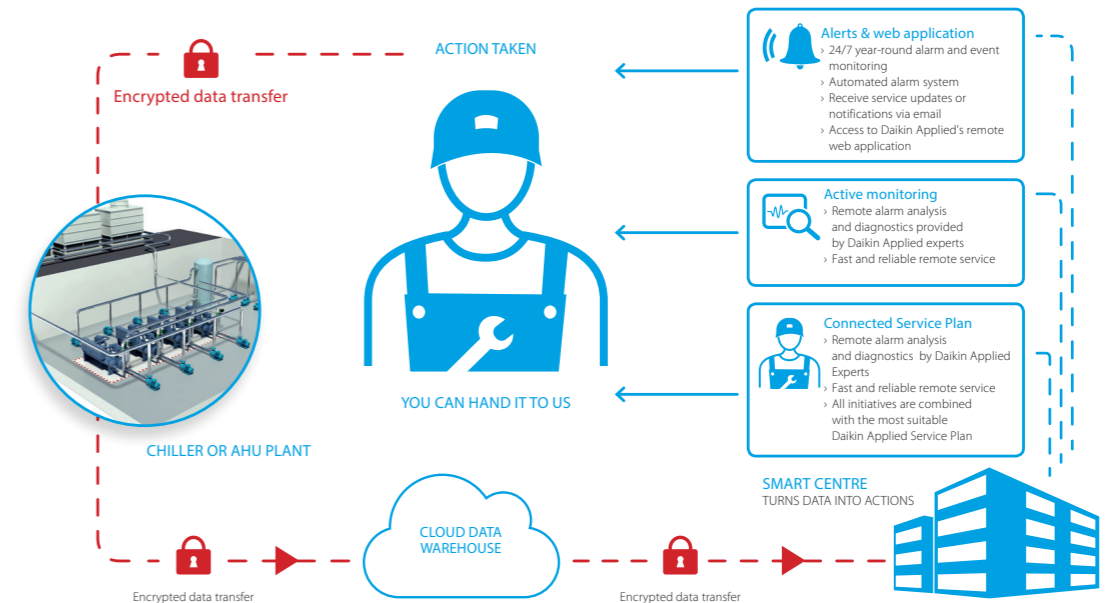 ACTION TAKEN
Encrypted data transfer
Alerts & web application
› 24/7 year-round alarm and event
monitoring
› Automated alarm system
› Receive service updates or
notifications via email
› Access to Daikin Applied's remote
web application
Active monitoring
› Remote alarm analysis
and diagnostics provided
by Daikin Applied experts
› Fast and reliable remote service
Connected Service Plan
› Remote alarm analysis
and diagnostics by Daikin Applied
Experts
› Fast and reliable remote service
› All initiatives are combined
with the most suitable
Daikin Applied Service Plan
YOU CAN HAND IT TO US
CHILLER OR AHU PLANT
SMART CENTRE
TURNS DATA INTO ACTIONS
CLOUD DATA
WAREHOUSE
Encrypted data transfer
Encrypted data transfer